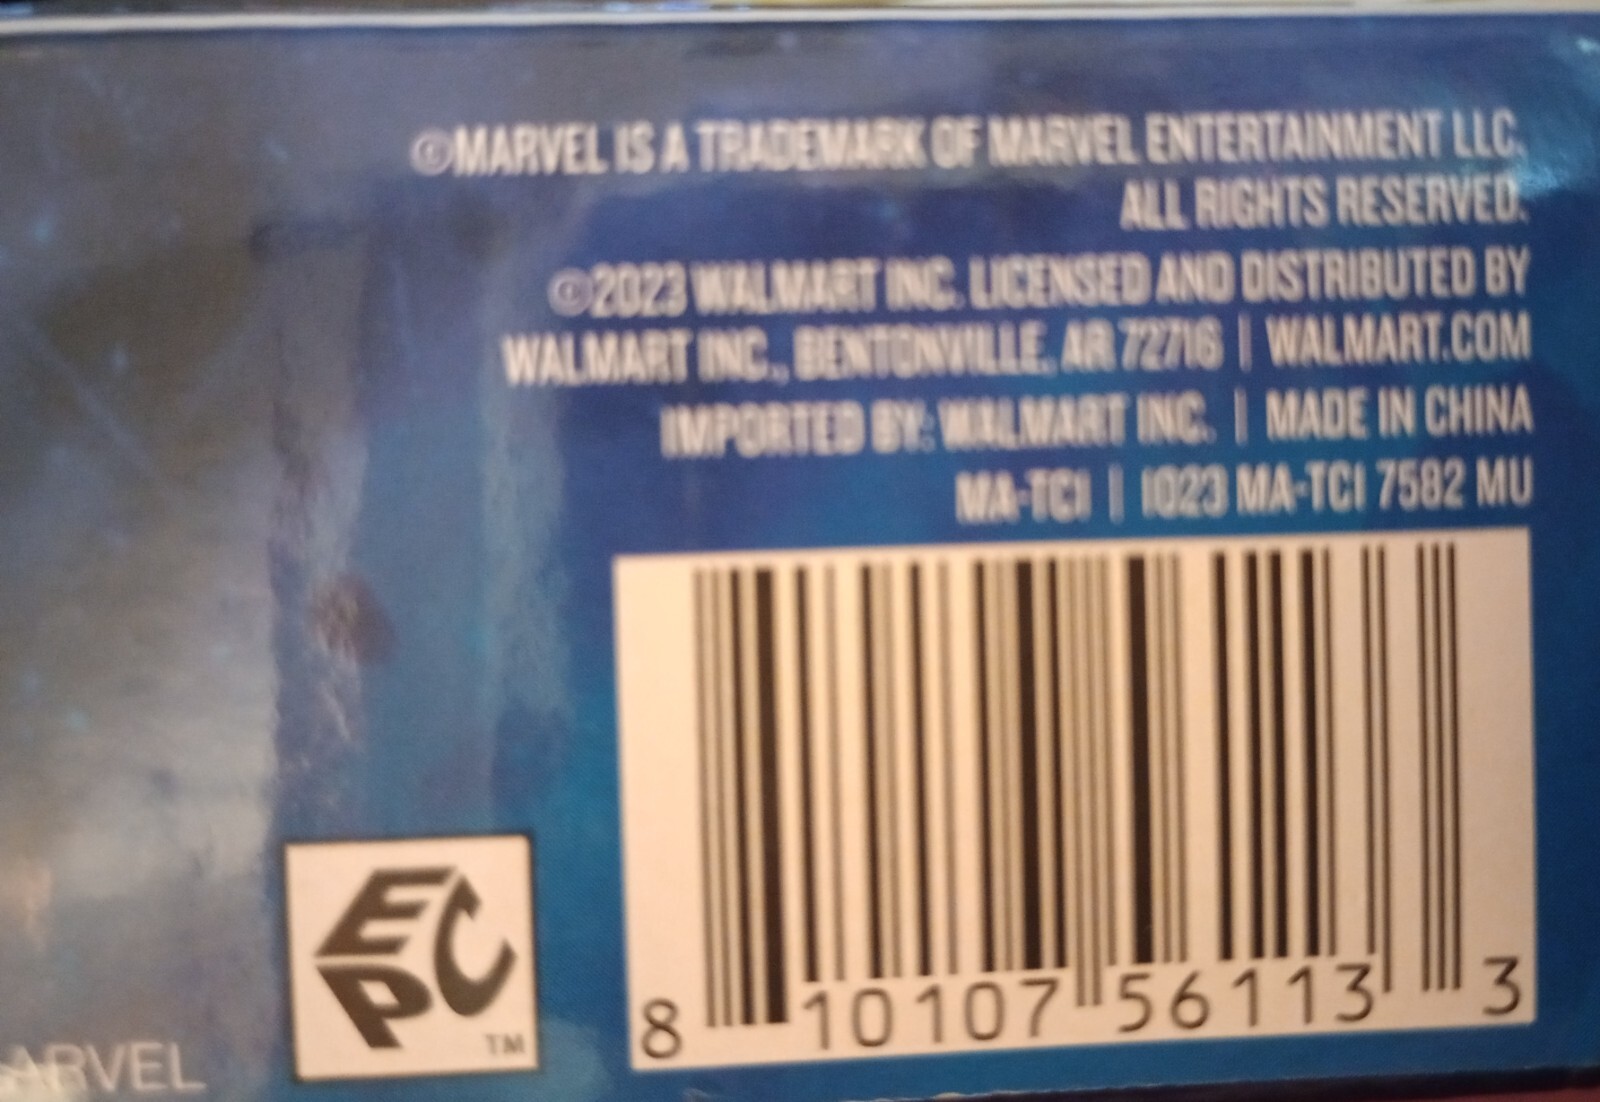 ©MARVEL IS A TRADEMARK OF MARVEL ENTERTAINMENT LLC.
ALL RIGHTS RESERVED.
©2023 WALMART INC. LICENSED AND DISTRIBUTED BY
WALMART INC., BENTONVILLE, AR 72716 | WALMART.COM
IMPORTED BY: WALMART INC. | MADE IN CHINA
MA-TCI | 1023 MA-TCI 7582 MU
EPC TM
8 10107 56113 3
ARVEL